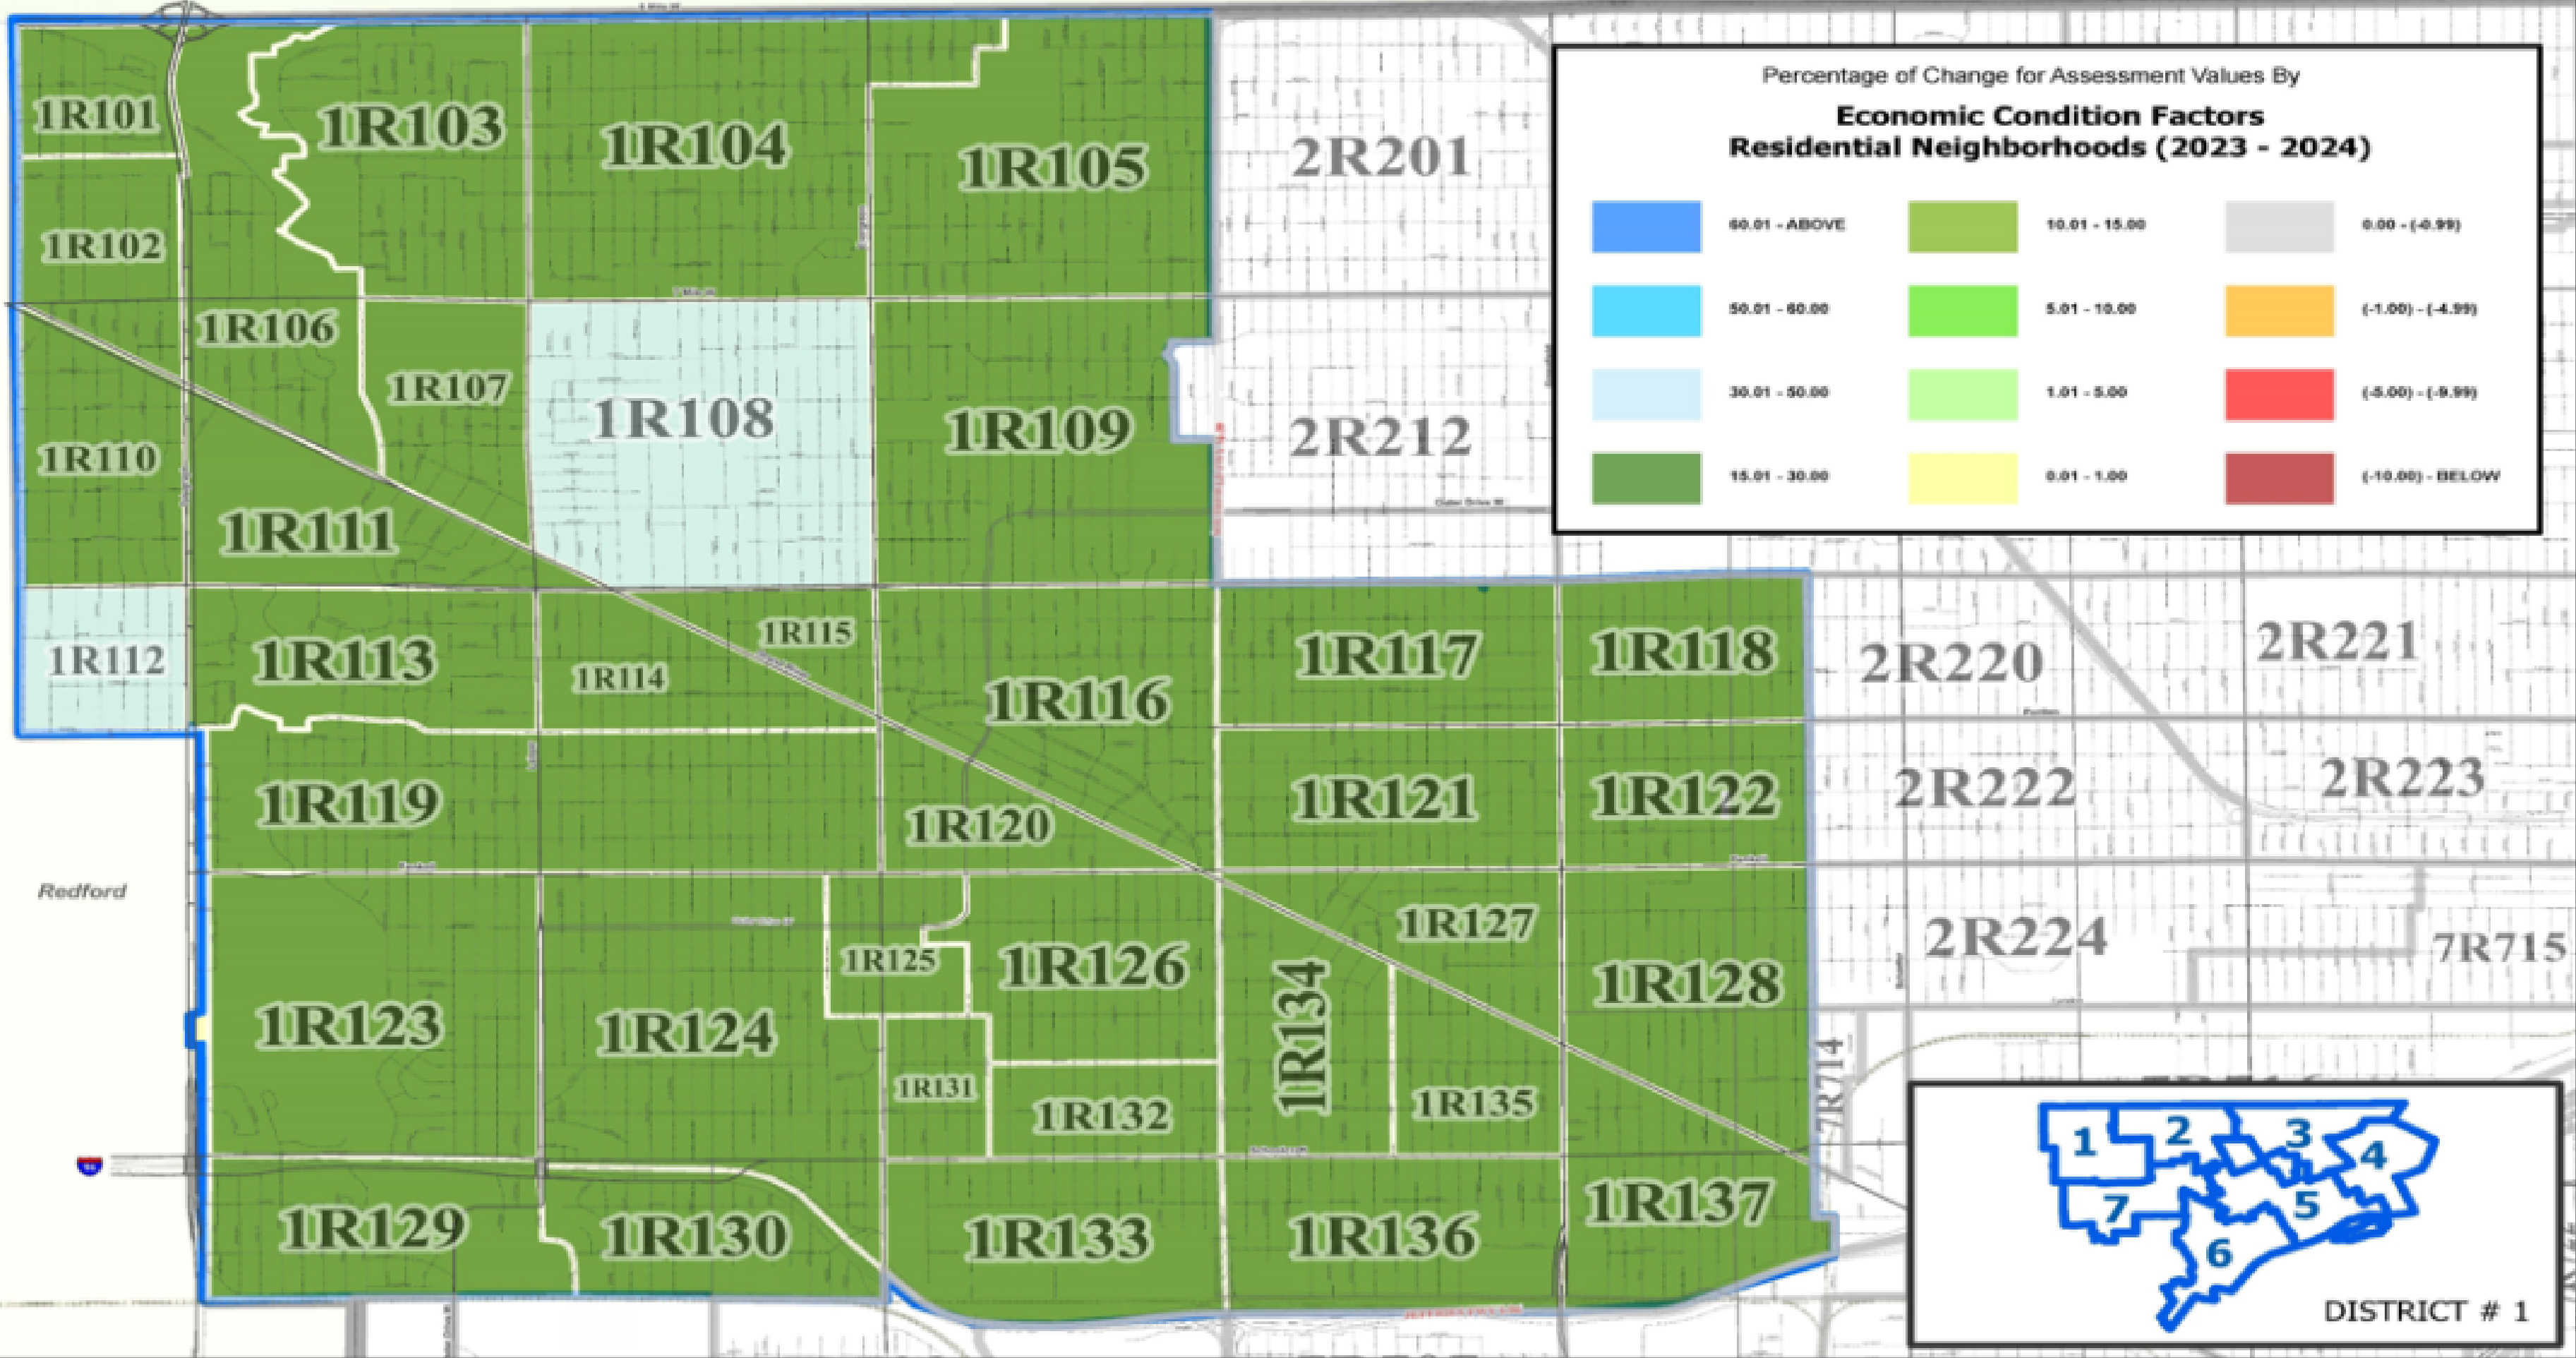 Percentage of Change for Assessment Values By
Economic Condition Factors
Residential Neighborhoods (2023 - 2024)
60.01 - ABOVE
10.01 - 15.00
0.00 - (-0.99)
50.01 - 60.00
5.01 - 10.00
(-1.00) - (-4.99)
30.01 - 50.00
1.01 - 5.00
(-5.00) - (-9.99)
15.01 - 30.00
0.01 - 1.00
(-10.00) - BELOW
1R101
1R103
1R104
1R105
2R201
1R102
1R106
1R107
1R108
1R109
2R212
1R110
1R111
Outer Drive W
1R112
1R113
1R114
1R115
1R116
1R117
1R118
2R220
2R221
1R119
1R120
1R121
1R122
2R222
2R223
Redford
1R123
1R124
1R125
1R126
1R127
1R128
2R224
7R715
1R131
1R132
1R134
1R135
7R714
Schoolcraft
1R129
1R130
1R133
1R136
1R137
1
2
3
4
5
6
7
DISTRICT # 1